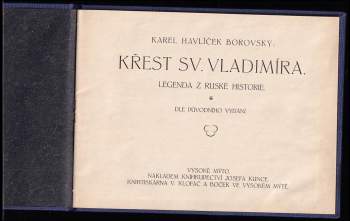 KAREL HAVLÍČEK BOROVSKÝ.
KŘEST SV. VLADIMÍRA.
LEGENDA Z RUSKÉ HISTORIE.
DLE PŮVODNÍHO VYDÁNÍ
VYSOKÉ MÝTO.
NÁKLADEM KNIHKUPECTVÍ JOSEFA KUNCE.
KNIHTISKÁRNA V. KLOFÁČ A BOČEK VE VYSOKÉM MÝTĚ.